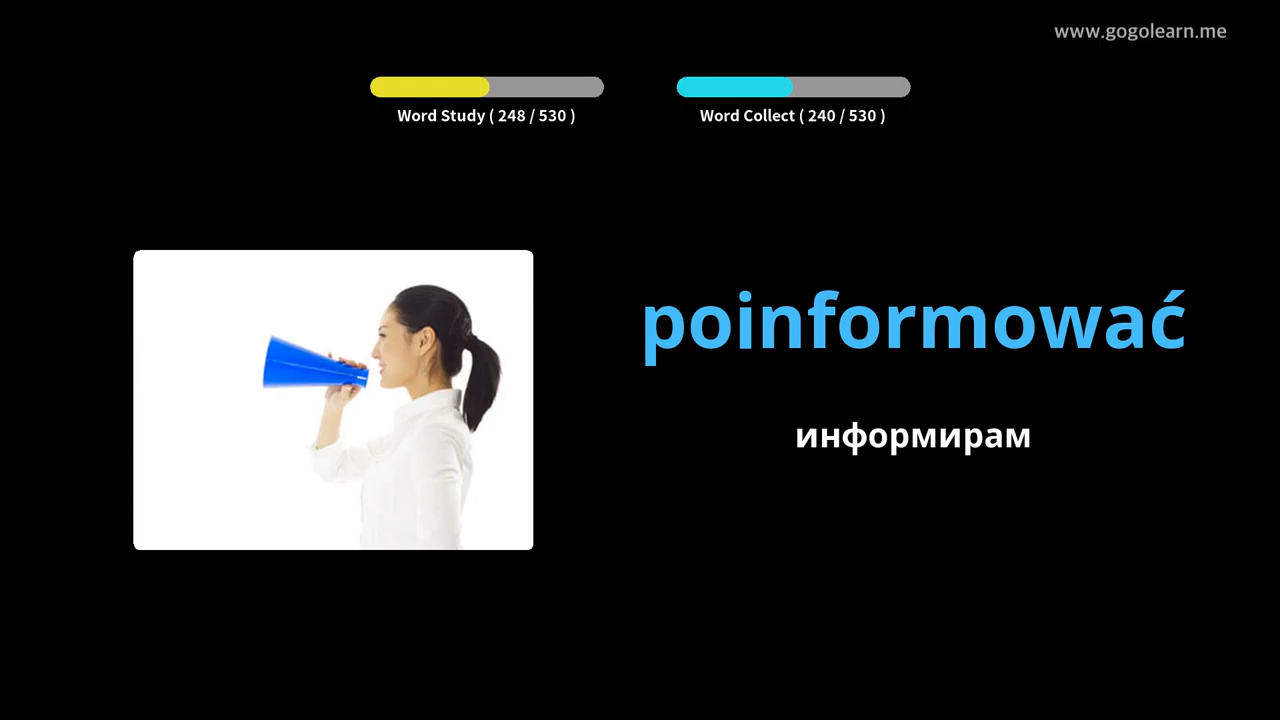 www.gogolearn.me
Word Study ( 248 / 530 )
Word Collect ( 240 / 530 )
poinformować
информирам